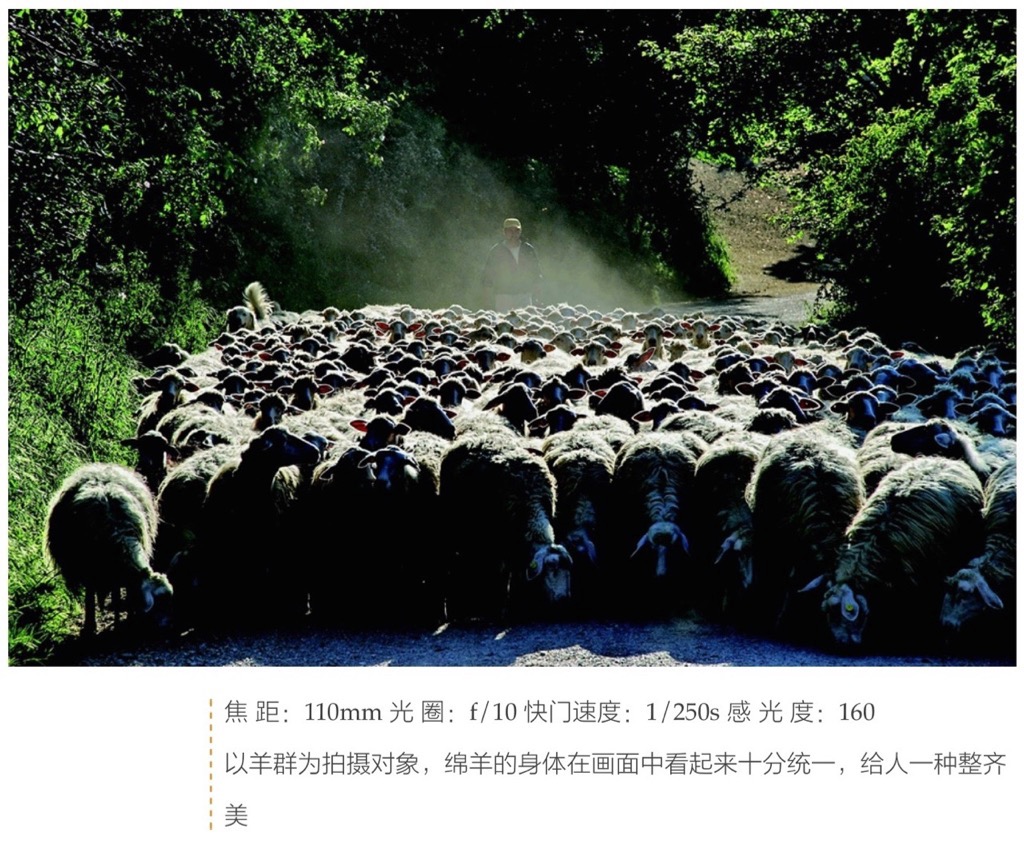 焦 距：110mm 光 圈：f/10 快门速度：1/250s 感 光 度：160
以羊群为拍摄对象，绵羊的身体在画面中看起来十分统一，给人一种整齐
美